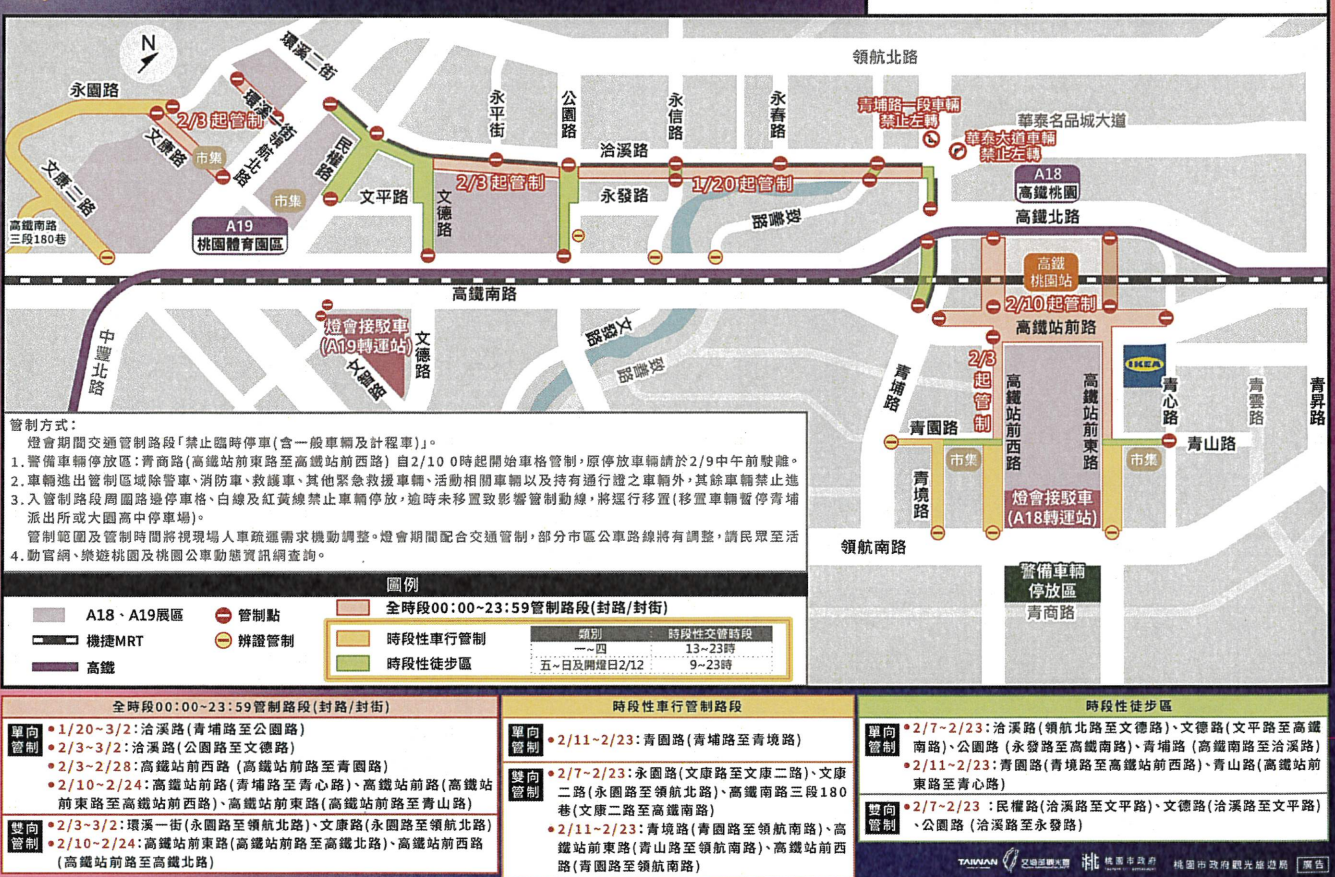 N
環溪二街
領航北路
永園路
2/3 起管制
環溪一街
領航北路
文康路
市集
文康二路
高鐵南路
三段180巷
市集
民權路
文平路
A19
桃園體育園區
永平街
公園路
永信路
永春路
洽溪路
2/3 起管制
1/20 起管制
文德路
永發路
致善路
青埔路一段車輛
禁止左轉
華泰名品城大道
華泰大道車輛
禁止左轉
A18
高鐵桃園
高鐵北路
高鐵
桃園站
2/10 起管制
高鐵站前路
高鐵南路
中豐北路
燈會接駁車
(A19轉運站)
文智路
文德路
文發路
致善路
青埔路
2/3
起管制
高鐵站前西路
高鐵站前東路
IKEA
青心路
青雲路
青昇路
青園路
市集
市集
青山路
青境路
燈會接駁車
(A18轉運站)
領航南路
警備車輛
停放區
青商路
管制方式:
燈會期間交通管制路段「禁止臨時停車(含一般車輛及計程車)」。
1.警備車輛停放區:青商路(高鐵站前東路至高鐵站前西路) 自2/10 0時起開始車格管制,原停放車輛請於2/9中午前駛離。
2.車輛進出管制區域除警車、消防車、救護車、其他緊急救援車輛、活動相關車輛以及持有通行證之車輛外,其餘車輛禁止進
3.入管制路段周圍路邊停車格、白線及紅黃線禁止車輛停放,逾時未移置致影響管制動線,將逕行移置(移置車輛暫停青埔
派出所或大園高中停車場)。
管制範圍及管制時間將視現場人車疏運需求機動調整。燈會期間配合交通管制,部分市區公車路線將有調整,請民眾至活
4.動官網、樂遊桃園及桃園公車動態資訊網查詢。
圖例
A18、A19展區
管制點
全時段00:00~23:59管制路段(封路/封街)
機捷MRT
辨證管制
時段性車行管制
高鐵
時段性徒步區
類別 時段性交管時段
一~四 13~23時
五~日及開燈日2/12 9~23時
全時段00:00~23:59管制路段(封路/封街)
單向管制
•1/20~3/2:洽溪路(青埔路至公園路)
•2/3~3/2:洽溪路(公園路至文德路)
•2/3~2/28:高鐵站前西路 (高鐵站前路至青園路)
•2/10~2/24:高鐵站前路(青埔路至青心路)、高鐵站前路(高鐵站
前東路至高鐵站前西路)、高鐵站前東路(高鐵站前路至青山路)
雙向管制
•2/3~3/2:環溪一街(永園路至領航北路)、文康路(永園路至領航北路)
•2/10~2/24:高鐵站前東路(高鐵站前路至高鐵北路)、高鐵站前西路
(高鐵站前路至高鐵北路)
時段性車行管制路段
單向管制
•2/11~2/23:青園路(青埔路至青境路)
雙向管制
•2/7~2/23:永園路(文康路至文康二路)、文康
二路(永園路至領航北路)、高鐵南路三段180
巷(文康二路至高鐵南路)
•2/11~2/23:青境路(青園路至領航南路)、高
鐵站前東路(青山路至領航南路)、高鐵站前西
路(青園路至領航南路)
時段性徒步區
單向管制
•2/7~2/23:洽溪路(領航北路至文德路)、文德路(文平路至高鐵
南路)、公園路 (永發路至高鐵南路)、青埔路 (高鐵南路至洽溪路)
•2/11~2/23:青園路(青境路至高鐵站前西路)、青山路(高鐵站前
東路至青心路)
雙向管制
•2/7~2/23 :民權路(洽溪路至文平路)、文德路(洽溪路至文平路)
、公園路 (洽溪路至永發路)
TAIWAN
交通部觀光署
桃園市政府
桃園市政府觀光旅遊局
廣告